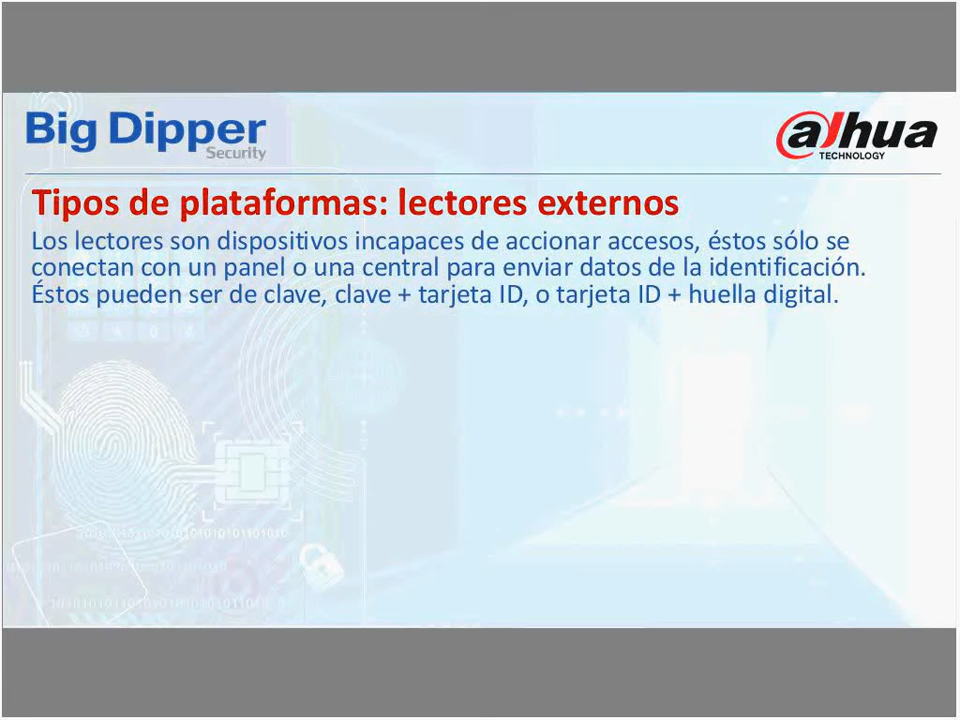 Big Dipper
Security
alhua
TECHNOLOGY
Tipos de plataformas: lectores externos
Los lectores son dispositivos incapaces de accionar accesos, éstos sólo se
conectan con un panel o una central para enviar datos de la identificación.
Éstos pueden ser de clave, clave + tarjeta ID, o tarjeta ID + huella digital.